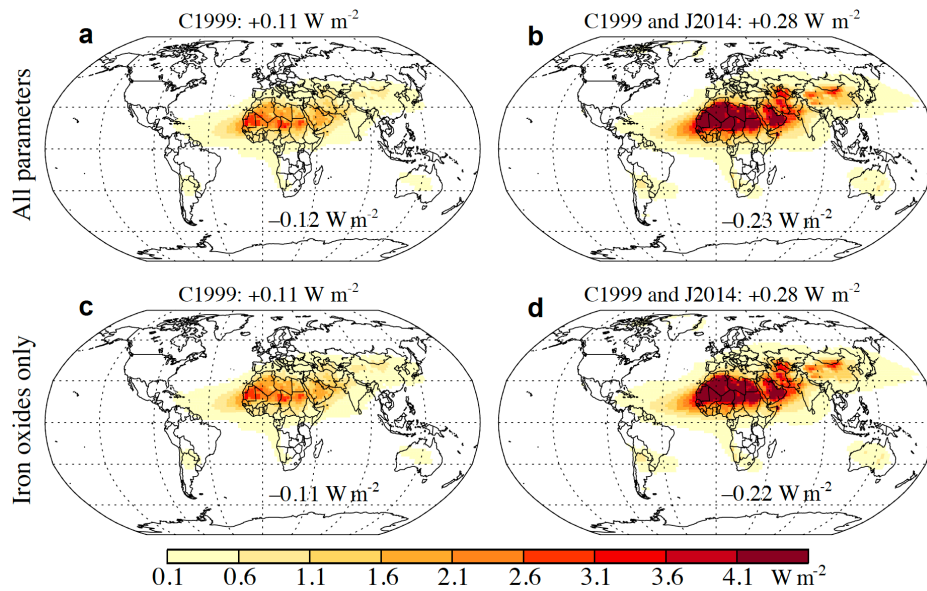 a
C1999: +0.11 W m-2
b
C1999 and J2014: +0.28 W m-2
All parameters
−0.12 W m-2
−0.23 W m-2
c
C1999: +0.11 W m-2
d
C1999 and J2014: +0.28 W m-2
Iron oxides only
−0.11 W m-2
−0.22 W m-2
0.1 0.6 1.1 1.6 2.1 2.6 3.1 3.6 4.1 W m-2